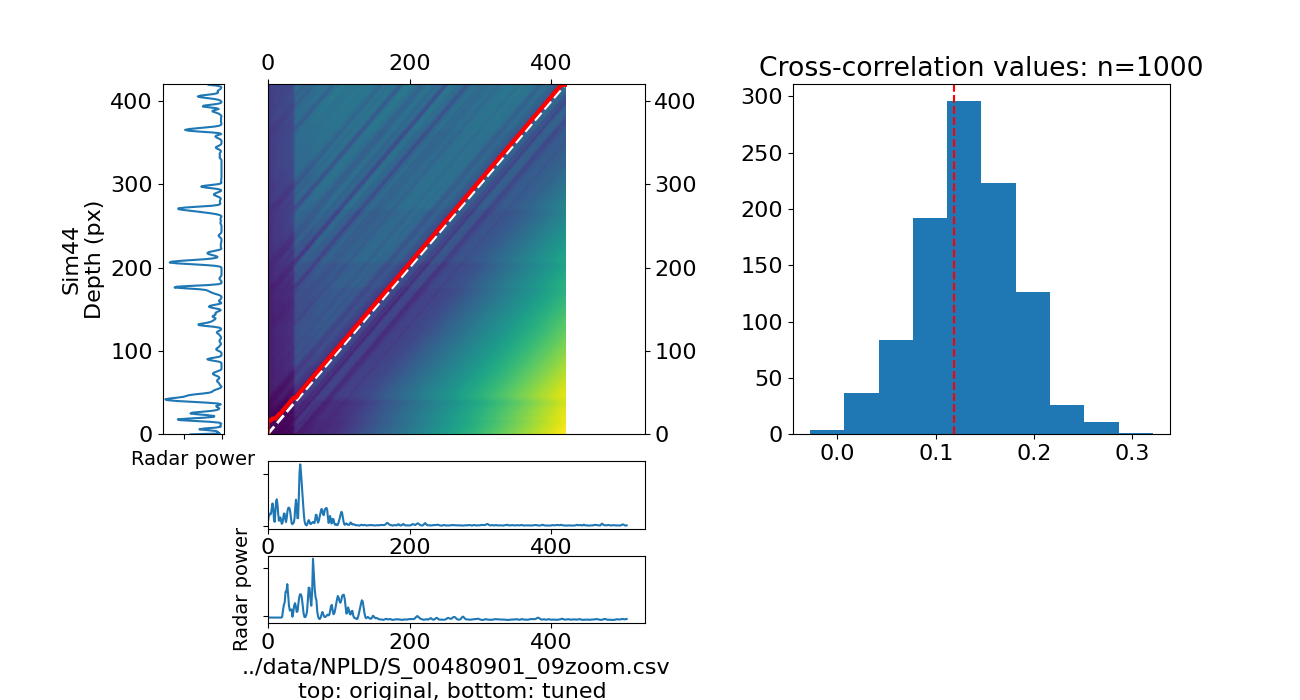 0 200 400
Cross-correlation values: n=1000
400
300
200
100
0
Sim44
Depth (px)
Radar power
400
300
200
100
0
300
250
200
150
100
50
0
0.0 0.1 0.2 0.3
0 200 400
Radar power
0 200 400
../data/NPLD/S_00480901_09zoom.csv
top: original, bottom: tuned